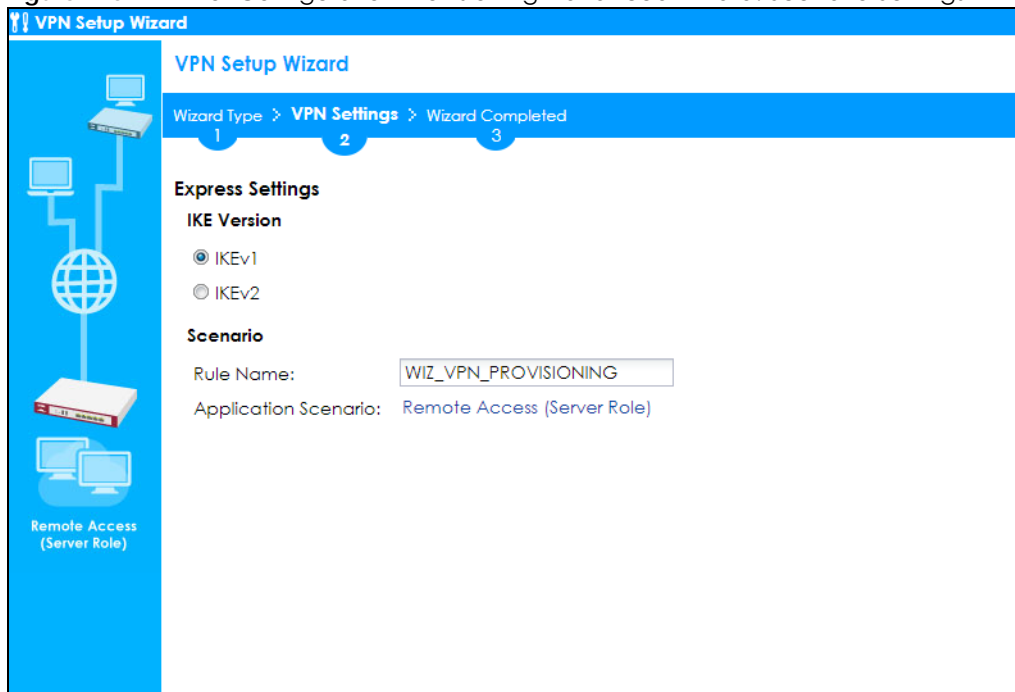 VPN Setup Wizard
VPN Setup Wizard
Wizard Type > VPN Settings > Wizard Completed
1 2 3
Express Settings
IKE Version
IKEv1
IKEv2
Scenario
Rule Name: WIZ_VPN_PROVISIONING
Application Scenario: Remote Access (Server Role)
Remote Access
(Server Role)